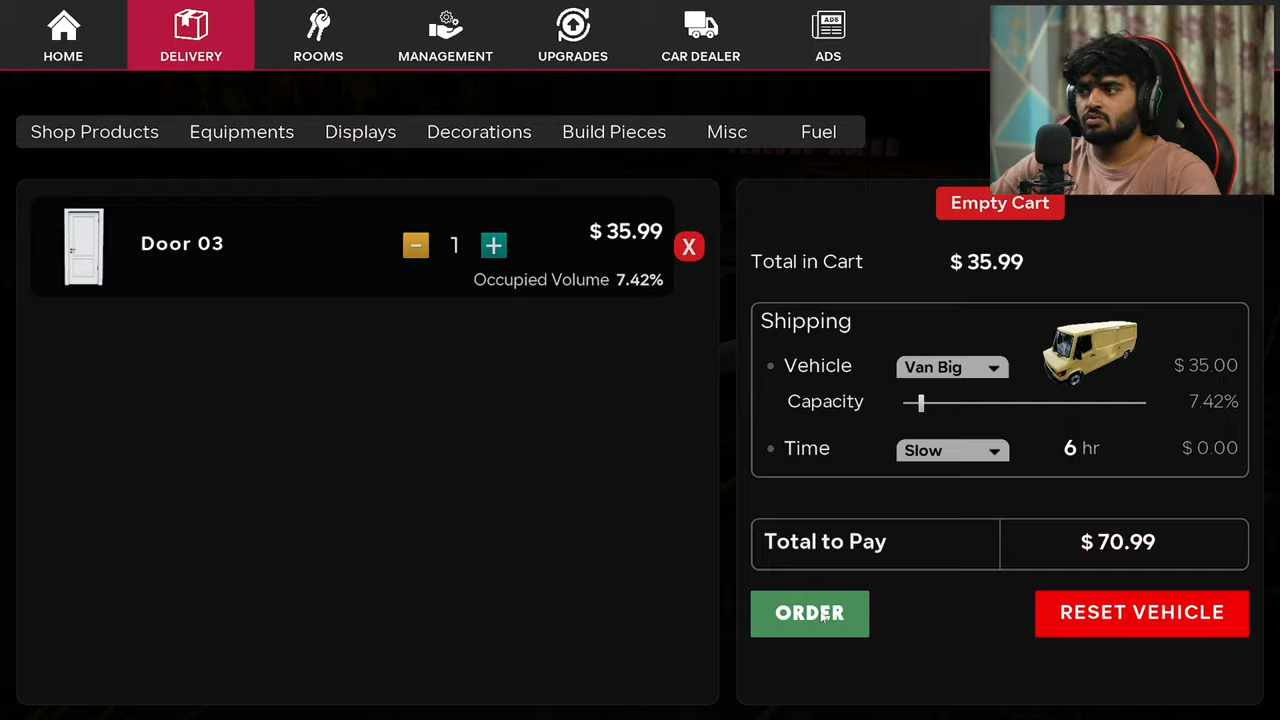 HOME
DELIVERY
ROOMS
MANAGEMENT
UPGRADES
CAR DEALER
ADS
ADS
Shop Products
Equipments
Displays
Decorations
Build Pieces
Misc
Fuel
Door 03
- 1 +
$ 35.99
X
Occupied Volume 7.42%
Empty Cart
Total in Cart $ 35.99
Shipping
Vehicle Van Big $ 35.00
Capacity 7.42%
Time Slow 6 hr $ 0.00
Total to Pay $ 70.99
ORDER
RESET VEHICLE